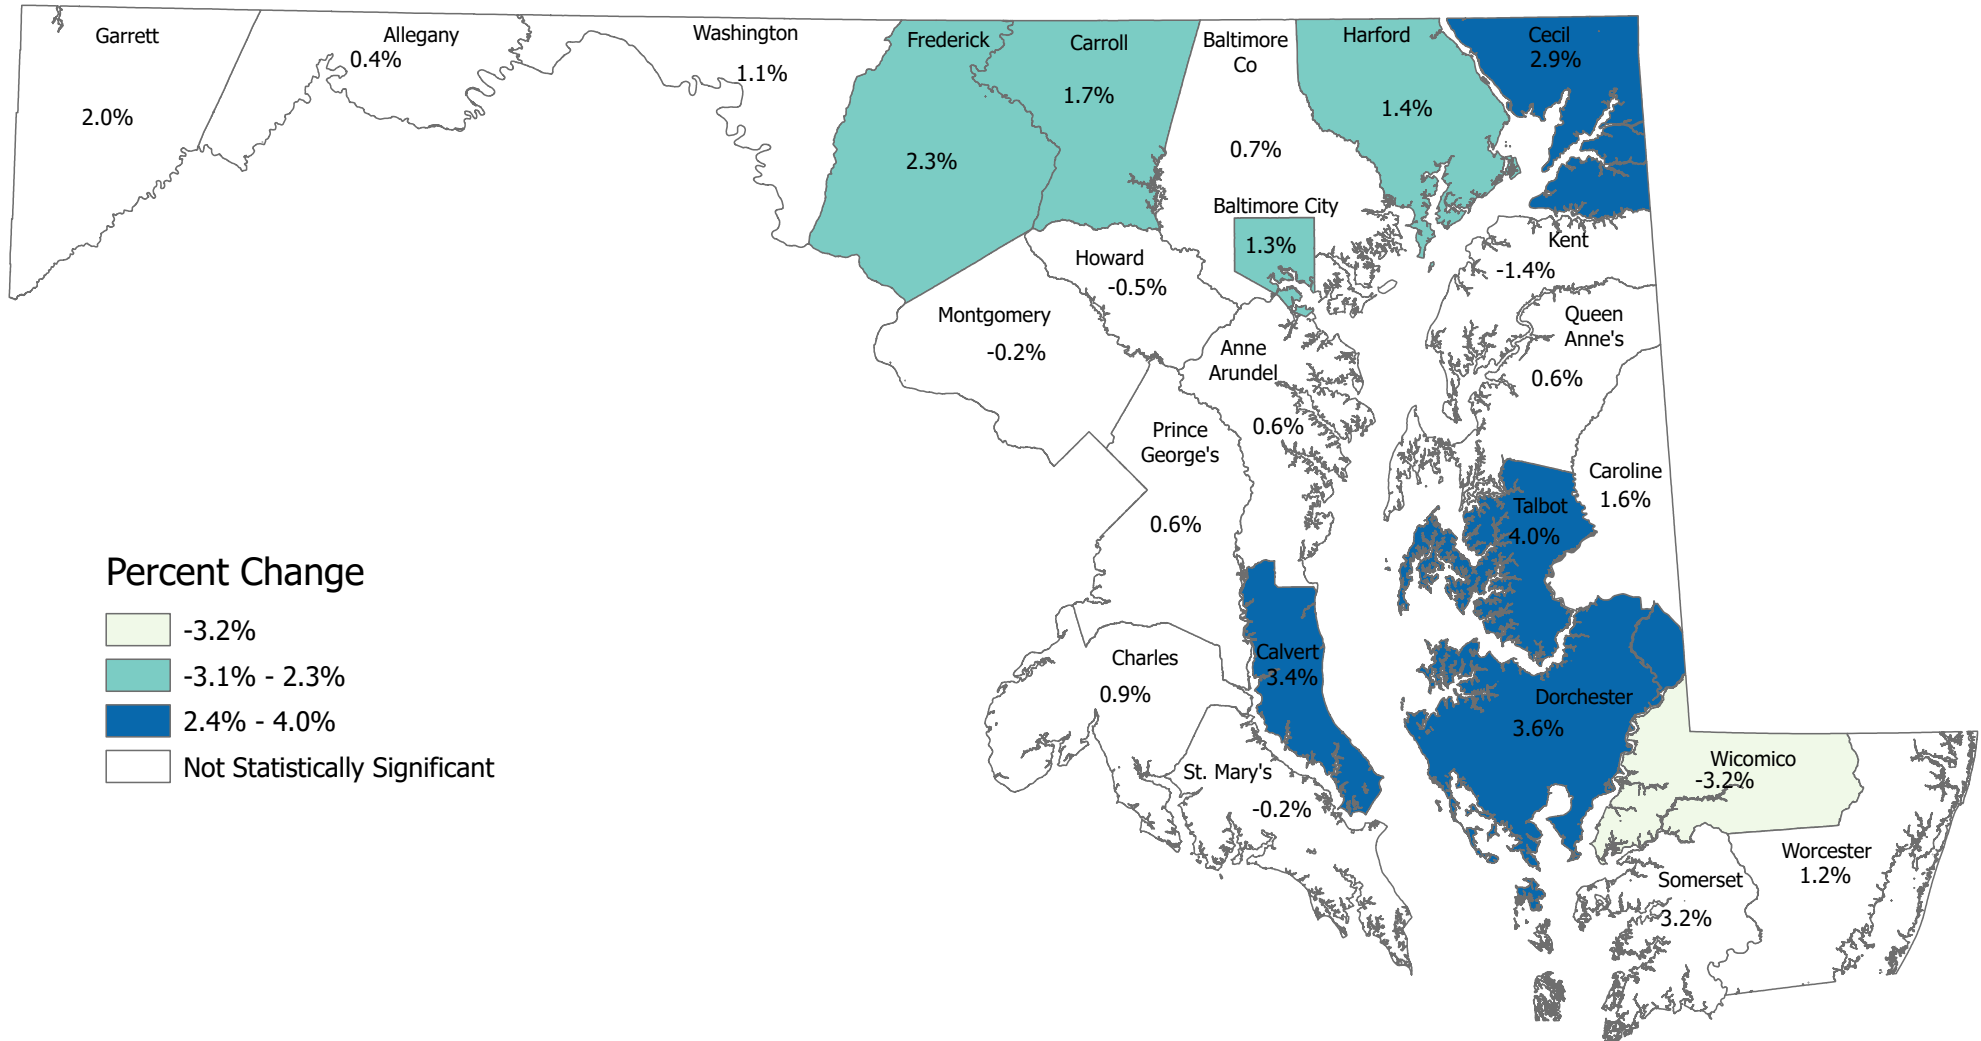 Garrett
2.0%
Allegany
0.4%
Washington
1.1%
Frederick
2.3%
Carroll
1.7%
Baltimore
Co
0.7%
Baltimore City
1.3%
Harford
1.4%
Cecil
2.9%
Kent
-1.4%
Howard
-0.5%
Montgomery
-0.2%
Queen
Anne's
0.6%
Anne
Arundel
0.6%
Prince
George's
0.6%
Caroline
1.6%
Talbot
4.0%
Calvert
3.4%
Charles
0.9%
Dorchester
3.6%
St. Mary's
-0.2%
Wicomico
-3.2%
Worcester
1.2%
Somerset
3.2%
Percent Change
-3.2%
-3.1% - 2.3%
2.4% - 4.0%
Not Statistically Significant